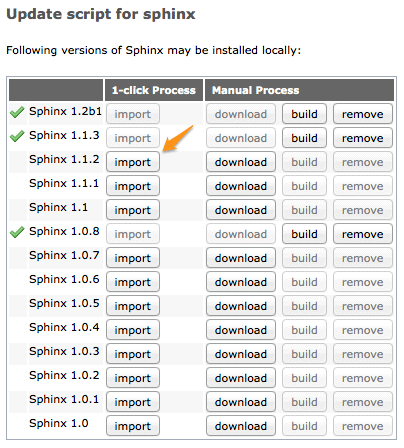 Update script for sphinx
Following versions of Sphinx may be installed locally:
1-click Process Manual Process
Sphinx 1.2b1 import download build remove
Sphinx 1.1.3 import download build remove
Sphinx 1.1.2 import download build remove
Sphinx 1.1.1 import download build remove
Sphinx 1.1 import download build remove
Sphinx 1.0.8 import download build remove
Sphinx 1.0.7 import download build remove
Sphinx 1.0.6 import download build remove
Sphinx 1.0.5 import download build remove
Sphinx 1.0.4 import download build remove
Sphinx 1.0.3 import download build remove
Sphinx 1.0.2 import download build remove
Sphinx 1.0.1 import download build remove
Sphinx 1.0 import download build remove